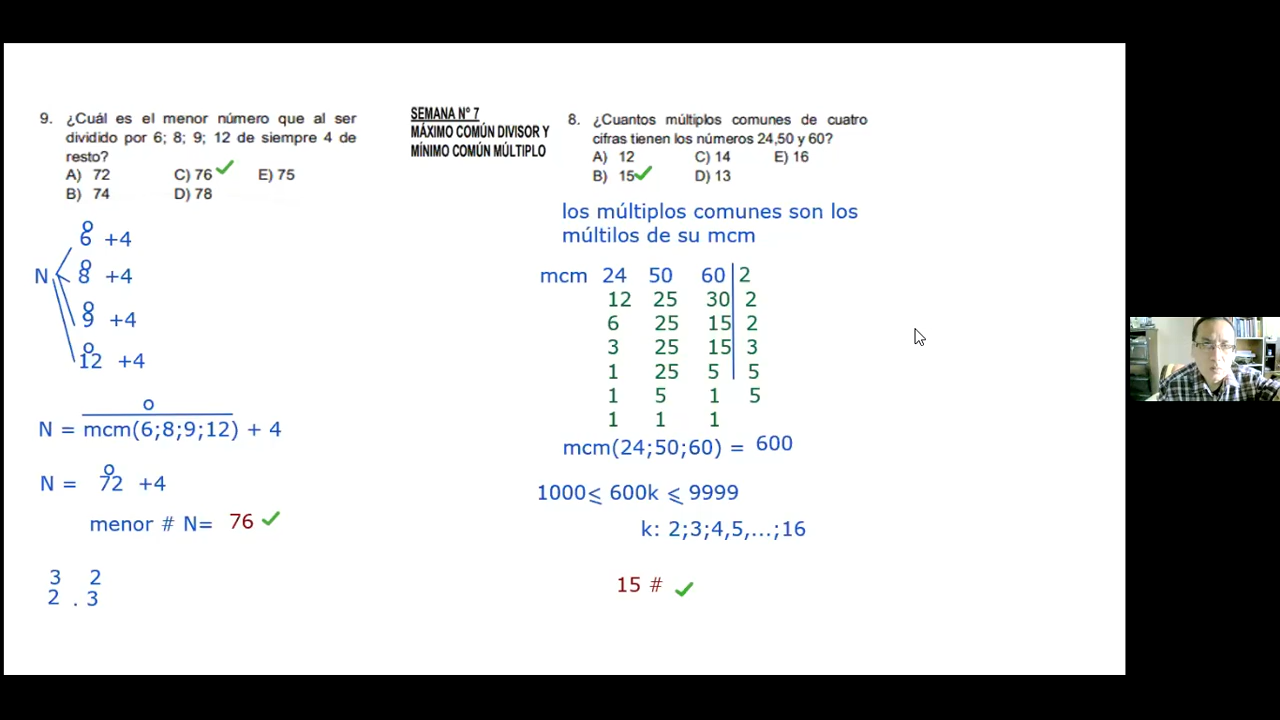 9. ¿Cuál es el menor número que al ser
dividido por 6; 8; 9; 12 de siempre 4 de
resto?
A) 72 C) 76 E) 75
B) 74 D) 78
o
6 +4
o
N 8 +4
o
9 +4
o
12 +4
o
N = mcm(6;8;9;12) + 4
o
N = 72 +4
menor # N= 76
3 2
2 . 3
SEMANA N° 7
MÁXIMO COMÚN DIVISOR Y
MÍNIMO COMÚN MÚLTIPLO
8. ¿Cuantos múltiplos comunes de cuatro
cifras tienen los números 24,50 y 60?
A) 12 C) 14 E) 16
B) 15 D) 13
los múltiplos comunes son los
múltilos de su mcm
mcm 24 50 60 2
12 25 30 2
6 25 15 2
3 25 15 3
1 25 5 5
1 5 1 5
1 1 1
mcm(24;50;60) = 600
1000⩽ 600k ⩽ 9999
k: 2;3;4,5,...;16
15 #